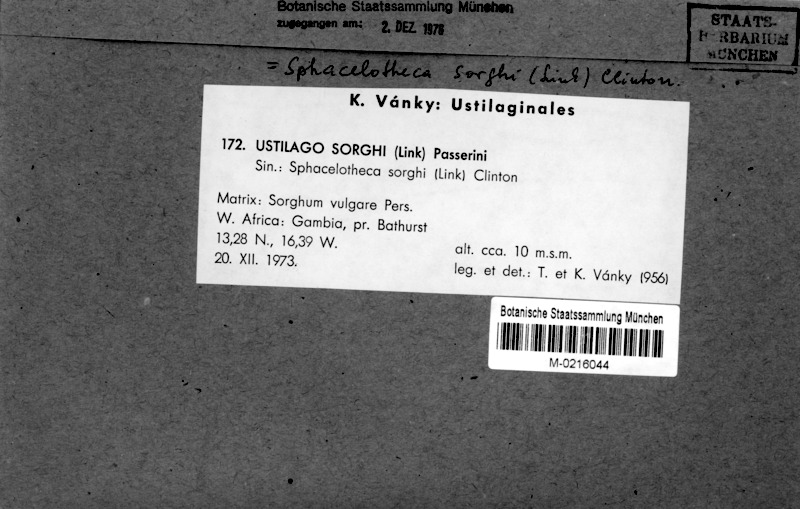 Botanische Staatssammlung München
zugegangen am: 2. DEZ. 1976
STAATS-
HERBARIUM
MÜNCHEN
= Sphacelotheca sorghi (Link) Clinton.
K. Vánky: Ustilaginales
172. USTILAGO SORGHI (Link) Passerini
Sin.: Sphacelotheca sorghi (Link) Clinton
Matrix: Sorghum vulgare Pers.
W. Africa: Gambia, pr. Bathurst
13,28 N., 16,39 W.
alt. cca. 10 m.s.m.
20. XII. 1973.
leg. et det.: T. et K. Vánky (956)
Botanische Staatssammlung München
M-0216044